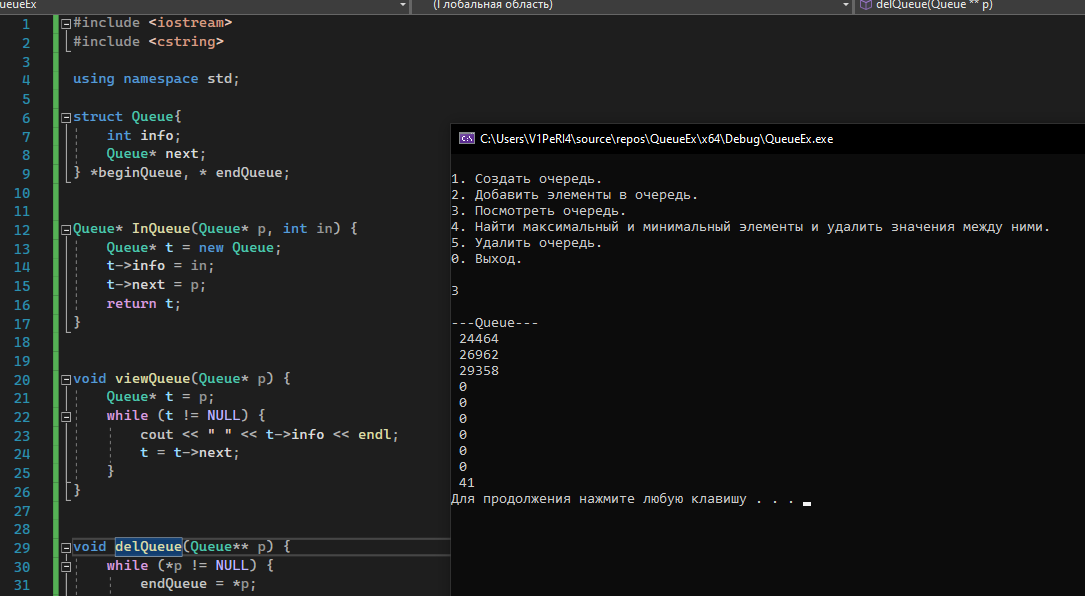 ueueEx (Глобальная область) delQueue(Queue ** p)
1 #include <iostream>
2 #include <cstring>
3
4 using namespace std;
5
6 struct Queue{
7 int info;
8 Queue* next;
9 } *beginQueue, * endQueue;
10
11
12 Queue* InQueue(Queue* p, int in) {
13 Queue* t = new Queue;
14 t->info = in;
15 t->next = p;
16 return t;
17 }
18
19
20 void viewQueue(Queue* p) {
21 Queue* t = p;
22 while (t != NULL) {
23 cout << " " << t->info << endl;
24 t = t->next;
25 }
26 }
27
28
29 void delQueue(Queue** p) {
30 while (*p != NULL) {
31 endQueue = *p;
C:\Users\V1PeRl4\source\repos\QueueEx\x64\Debug\QueueEx.exe
1. Создать очередь.
2. Добавить элементы в очередь.
3. Посмотреть очередь.
4. Найти максимальный и минимальный элементы и удалить значения между ними.
5. Удалить очередь.
0. Выход.
3
---Queue---
24464
26962
29358
0
0
0
0
0
0
41
Для продолжения нажмите любую клавишу . . .